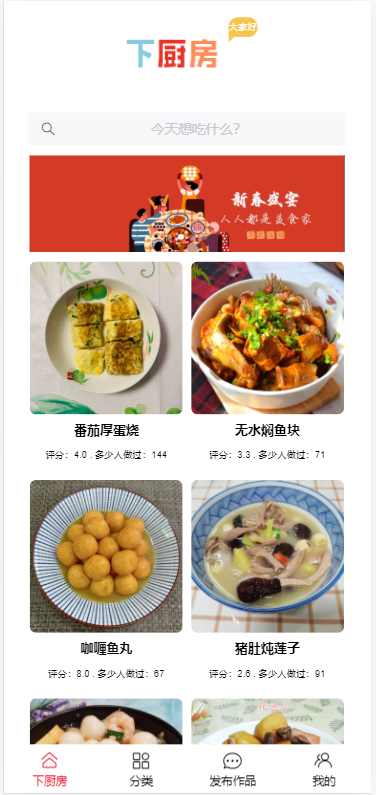 大家好
下厨房
今天想吃什么?
新春盛宴
人人都是美食家
番茄厚蛋烧
无水焖鱼块
评分：4.0 . 多少人做过：144
评分：3.3 . 多少人做过：71
咖喱鱼丸
猪肚炖莲子
评分：8.0 . 多少人做过：67
评分：2.6 . 多少人做过：91
下厨房
分类
发布作品
我的